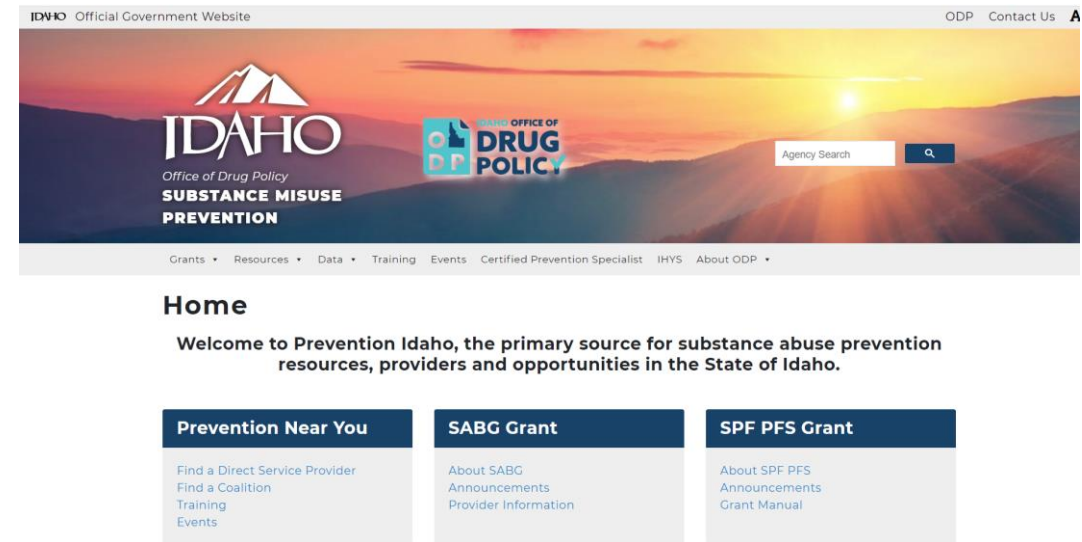 IDAHO Official Government Website
ODP Contact Us A
IDAHO
Office of Drug Policy
SUBSTANCE MISUSE
PREVENTION
ODP
IDAHO OFFICE OF
DRUG
POLICY
Agency Search
Grants • Resources • Data • Training Events Certified Prevention Specialist IHYS About ODP •
Home
Welcome to Prevention Idaho, the primary source for substance abuse prevention
resources, providers and opportunities in the State of Idaho.
Prevention Near You
Find a Direct Service Provider
Find a Coalition
Training
Events
SABG Grant
About SABG
Announcements
Provider Information
SPF PFS Grant
About SPF PFS
Announcements
Grant Manual